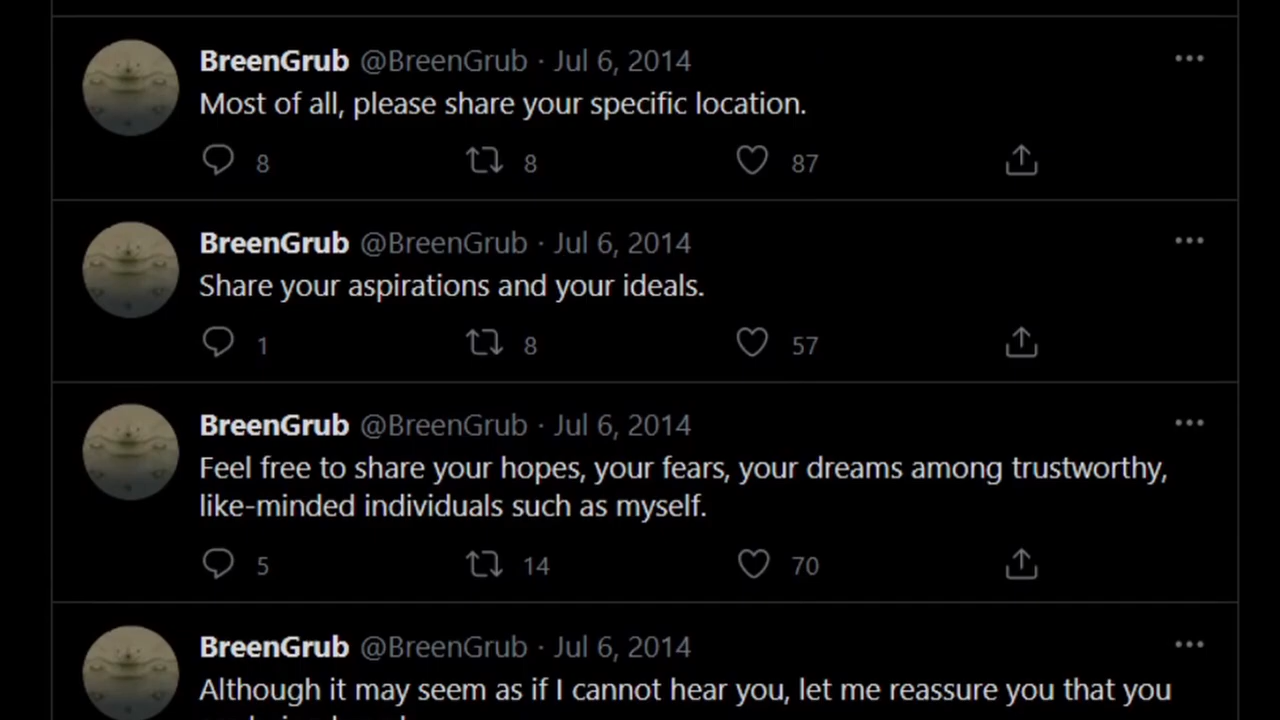 BreenGrub @BreenGrub · Jul 6, 2014
Most of all, please share your specific location.
8 8 87
BreenGrub @BreenGrub · Jul 6, 2014
Share your aspirations and your ideals.
1 8 57
BreenGrub @BreenGrub · Jul 6, 2014
Feel free to share your hopes, your fears, your dreams among trustworthy,
like-minded individuals such as myself.
5 14 70
BreenGrub @BreenGrub · Jul 6, 2014
Although it may seem as if I cannot hear you, let me reassure you that you